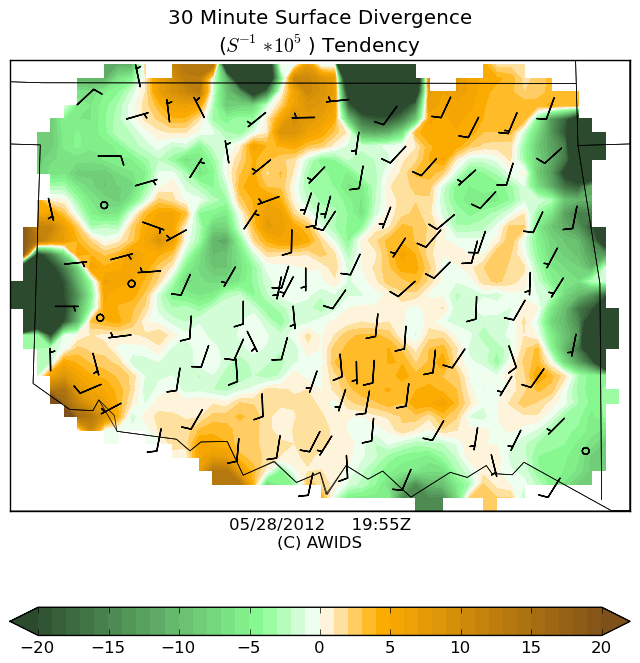 30 Minute Surface Divergence
(S⁻¹ * 10⁵ ) Tendency
05/28/2012 19:55Z
(C) AWIDS
−20 −15 −10 −5 0 5 10 15 20